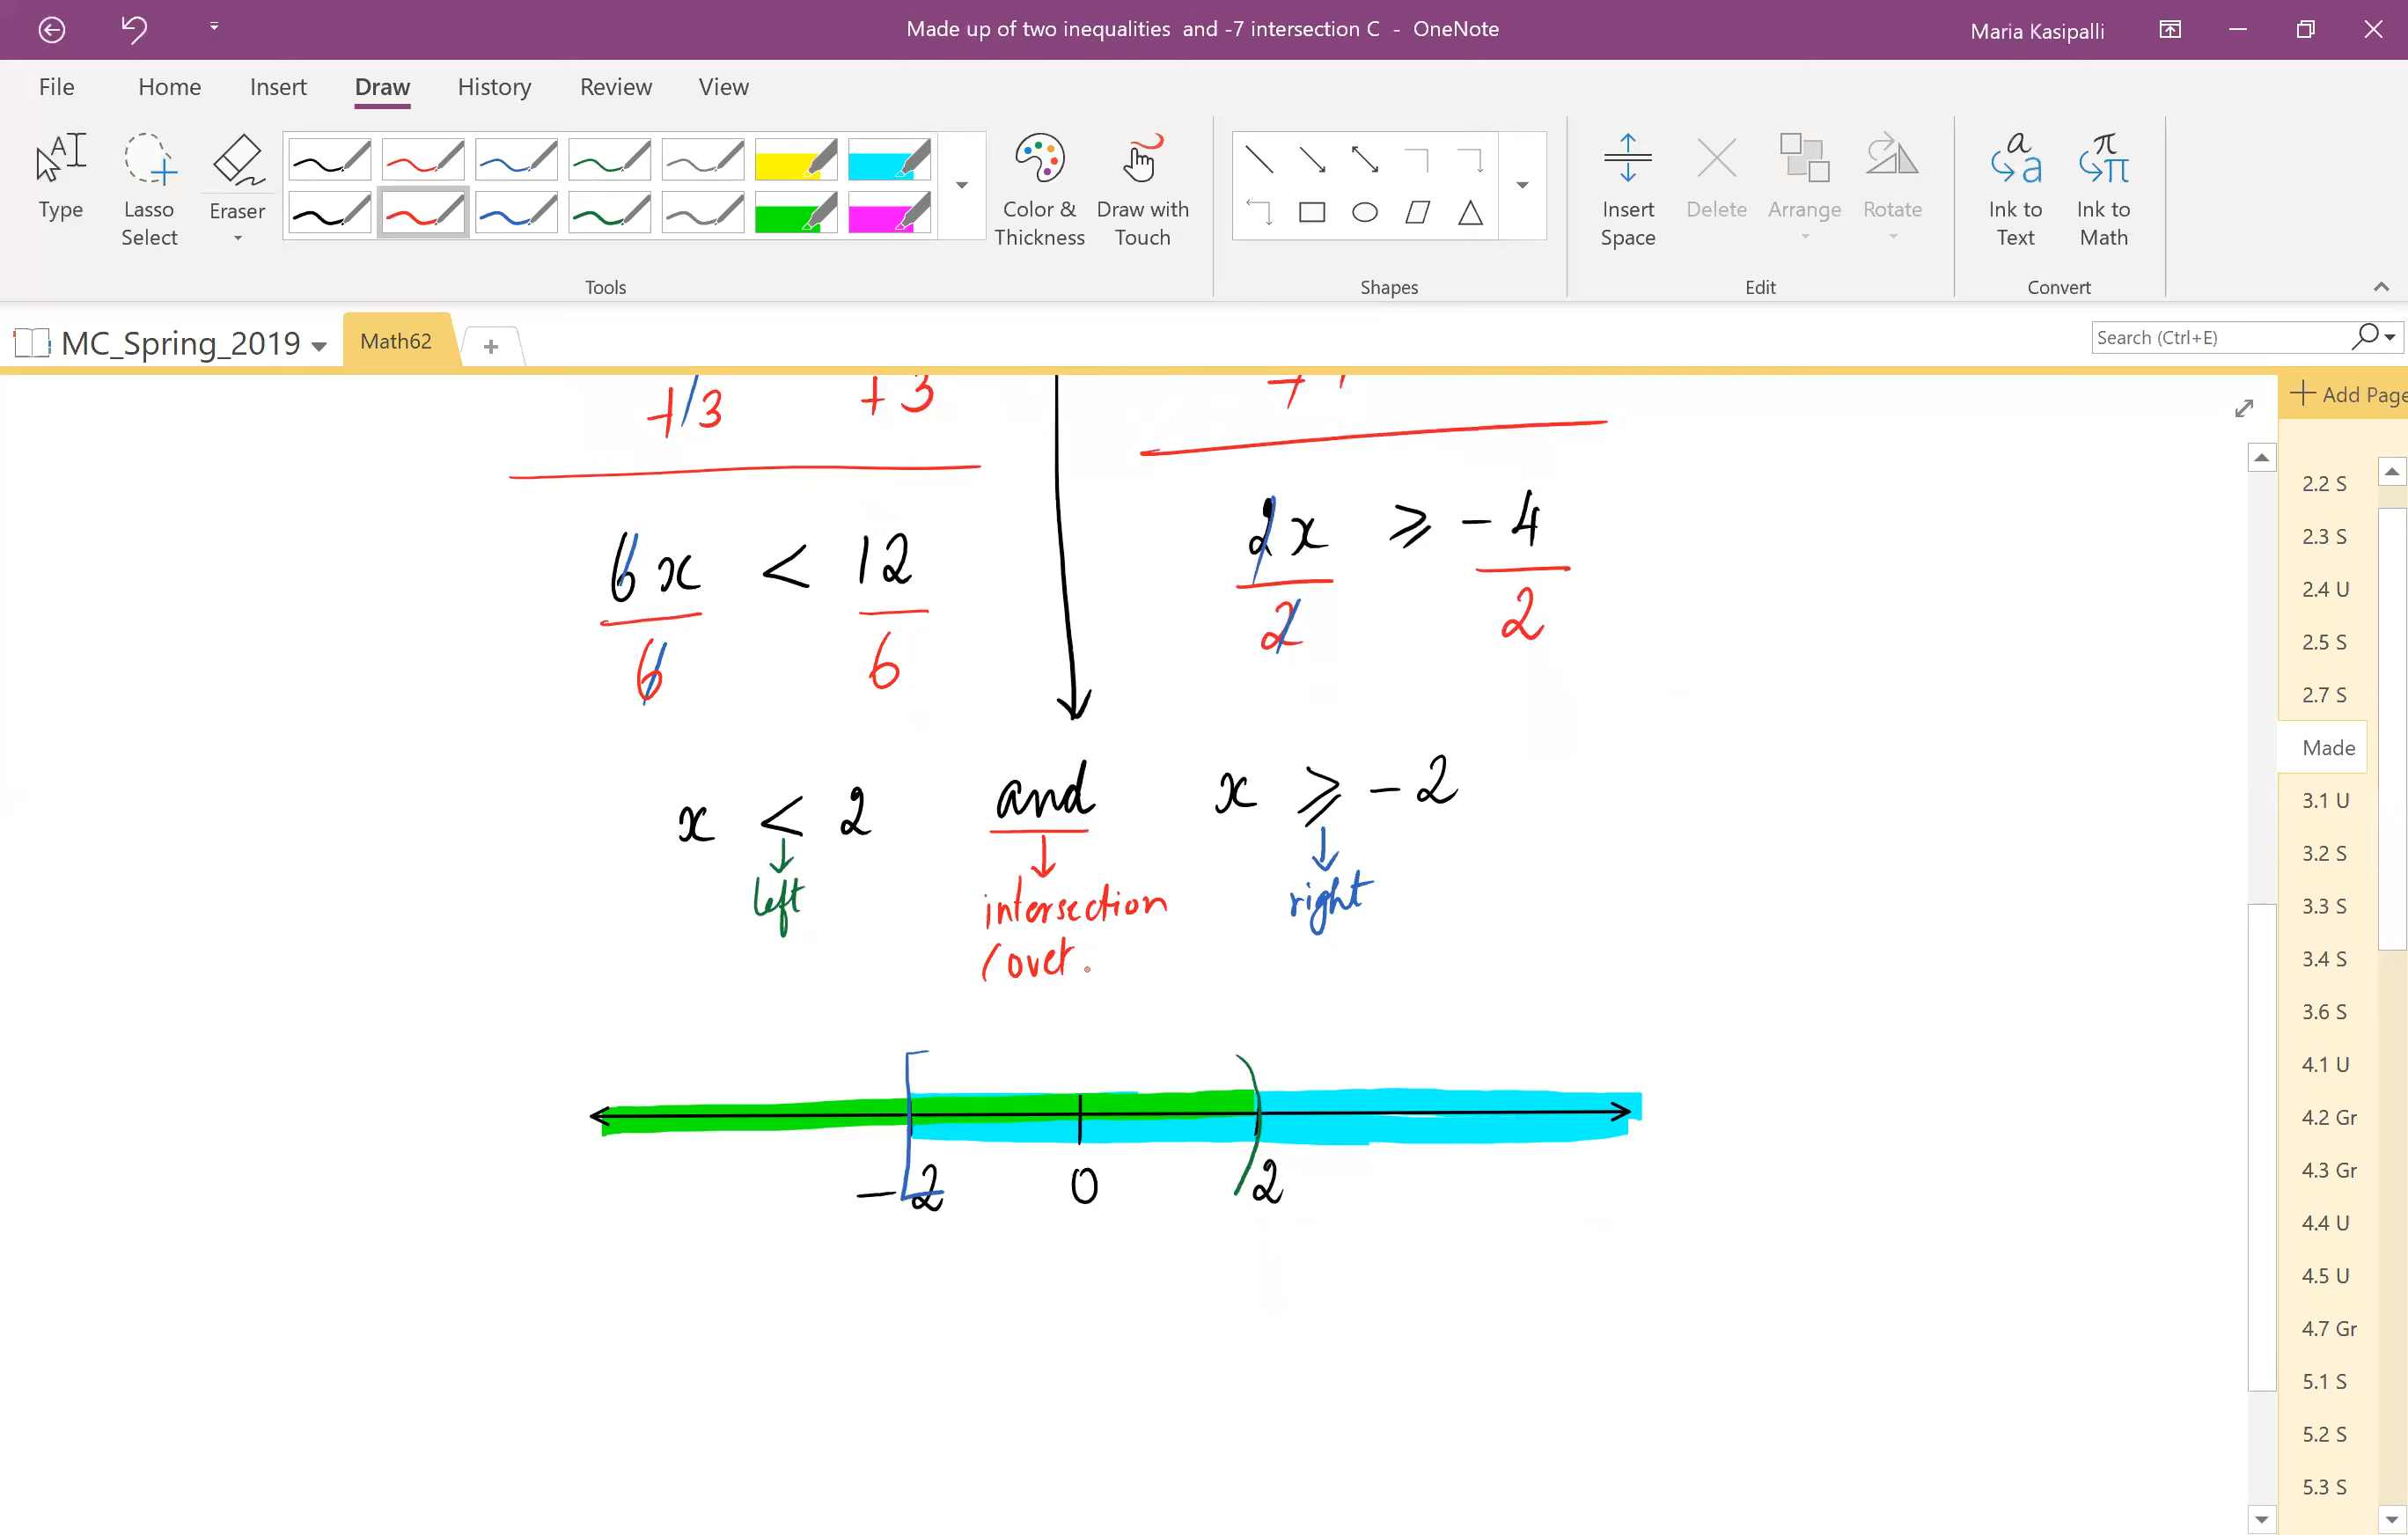 Made up of two inequalities and -7 intersection C - OneNote
Maria Kasipalli
File Home Insert Draw History Review View
Type
Lasso Select
Eraser
Color & Thickness
Draw with Touch
Insert Space
Delete
Arrange
Rotate
Ink to Text
Ink to Math
Tools
Shapes
Edit
Convert
MC_Spring_2019
Math62
+
Search (Ctrl+E)
Add Page
+3 +3
6x < 12
6 6
2x ⩾ -4
2 2
x < 2 and x ⩾ -2
left
intersection
right
(over
-2 0 2
2.2 S
2.3 S
2.4 U
2.5 S
2.7 S
Made
3.1 U
3.2 S
3.3 S
3.4 S
3.6 S
4.1 U
4.2 Gr
4.3 Gr
4.4 U
4.5 U
4.7 Gr
5.1 S
5.2 S
5.3 S